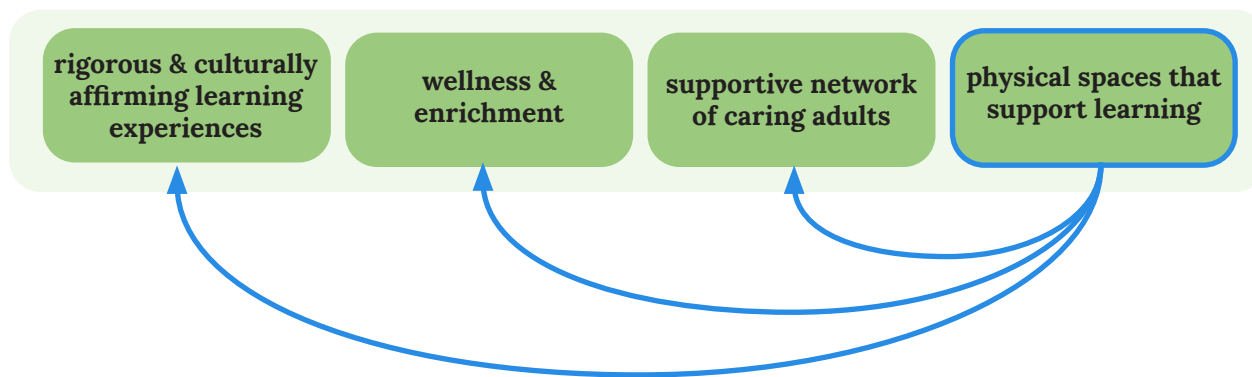 rigorous & culturally
affirming learning
experiences
wellness &
enrichment
supportive network
of caring adults
physical spaces that
support learning